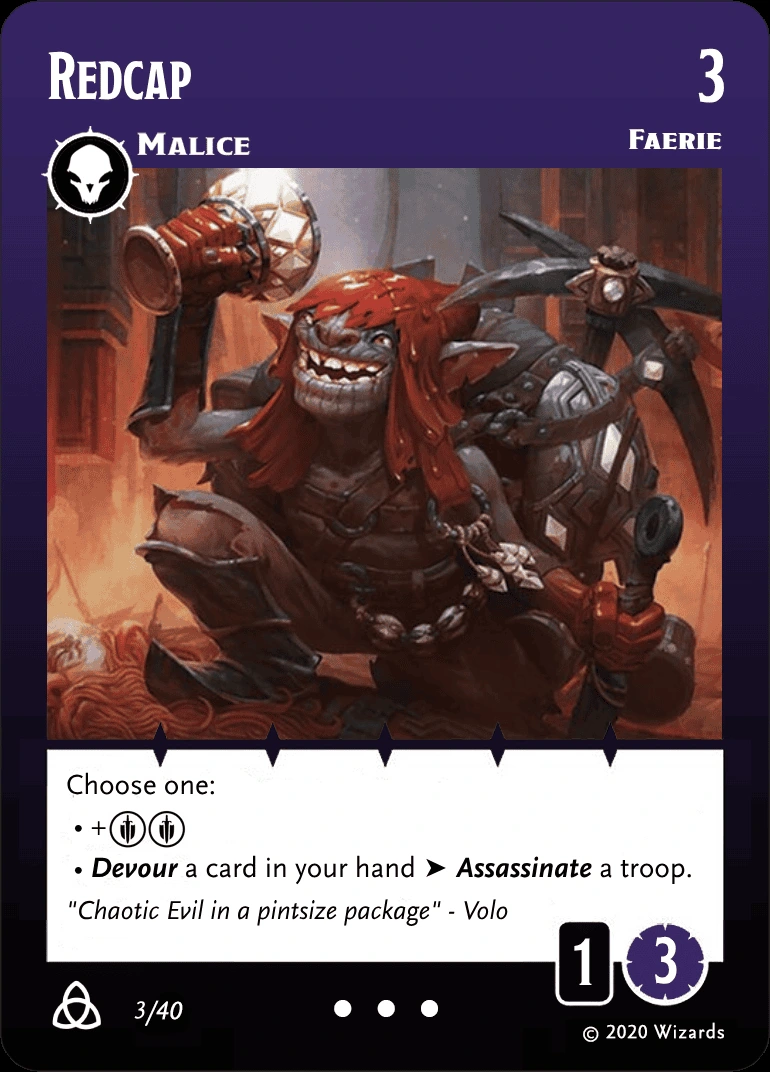 Redcap
3
Malice
Faerie
Choose one:
• +
• Devour a card in your hand ➤ Assassinate a troop.
"Chaotic Evil in a pintsize package" - Volo
1
3
3/40
© 2020 Wizards